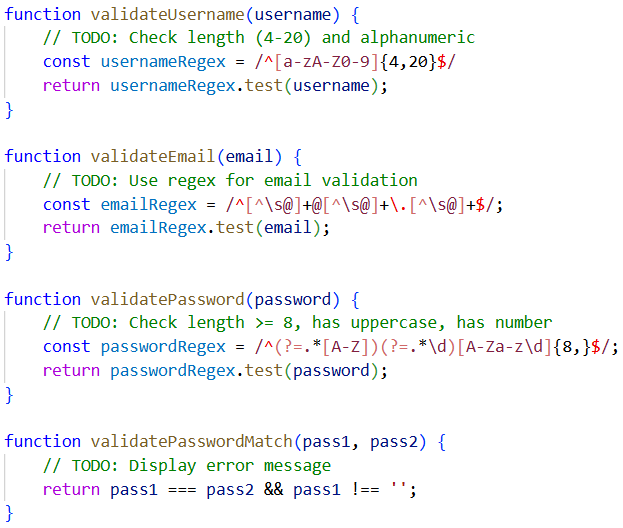 function validateUsername(username) {
    // TODO: Check length (4-20) and alphanumeric
    const usernameRegex = /^[a-zA-Z0-9]{4,20}$/
    return usernameRegex.test(username);
}

function validateEmail(email) {
    // TODO: Use regex for email validation
    const emailRegex = /^[^\s@]+@[^\s@]+\.[^\s@]+$/;
    return emailRegex.test(email);
}

function validatePassword(password) {
    // TODO: Check length >= 8, has uppercase, has number
    const passwordRegex = /^(?=.*[A-Z])(?=.*\d)[A-Za-z\d]{8,}$/;
    return passwordRegex.test(password);
}

function validatePasswordMatch(pass1, pass2) {
    // TODO: Display error message
    return pass1 === pass2 && pass1 !== '';
}